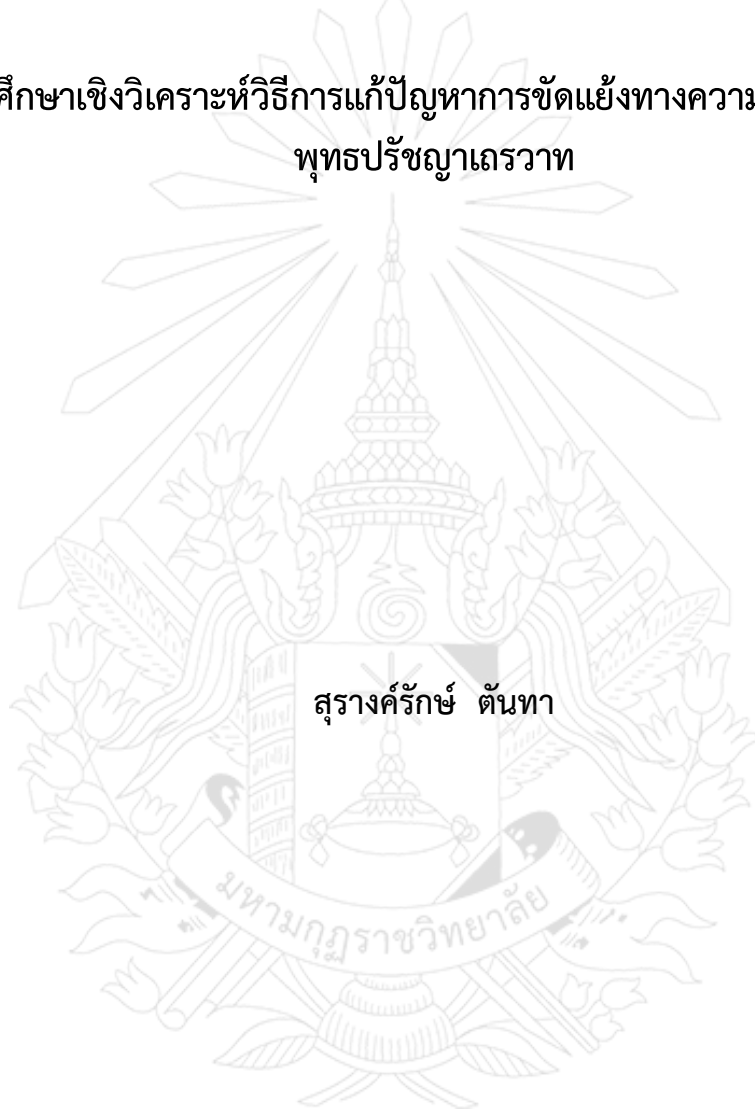 ศึกษาเชิงวิเคราะห์วิธีการแก้ปัญหาการขัดแย้งทางความ
พุทธปรัชญาเถรวาท
สุรางค์รักษ์ ตันทา
มหามกุฏราชวิทยาลัย